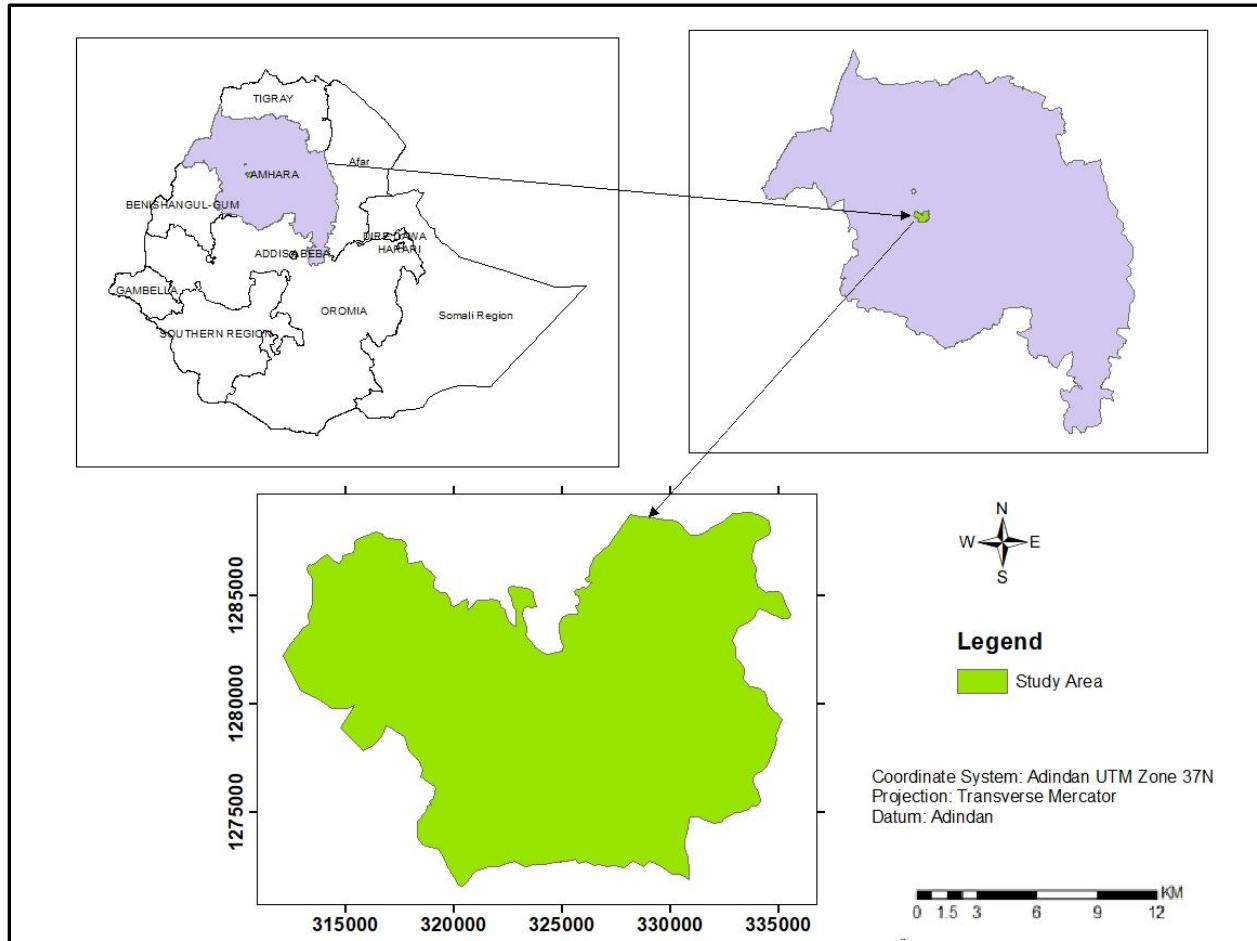 TIGRAY
Afar
AMHARA
BENISHANGUL-GUM
DIRE DAWA
HARARI
ADDIS ABEBA
GAMBELLA
OROMIA
Somali Region
SOUTHERN REGION
N
W E
S
1285000
1280000
1275000
315000 320000 325000 330000 335000
Legend
Study Area
Coordinate System: Adindan UTM Zone 37N
Projection: Transverse Mercator
Datum: Adindan
KM
0 1.5 3 6 9 12